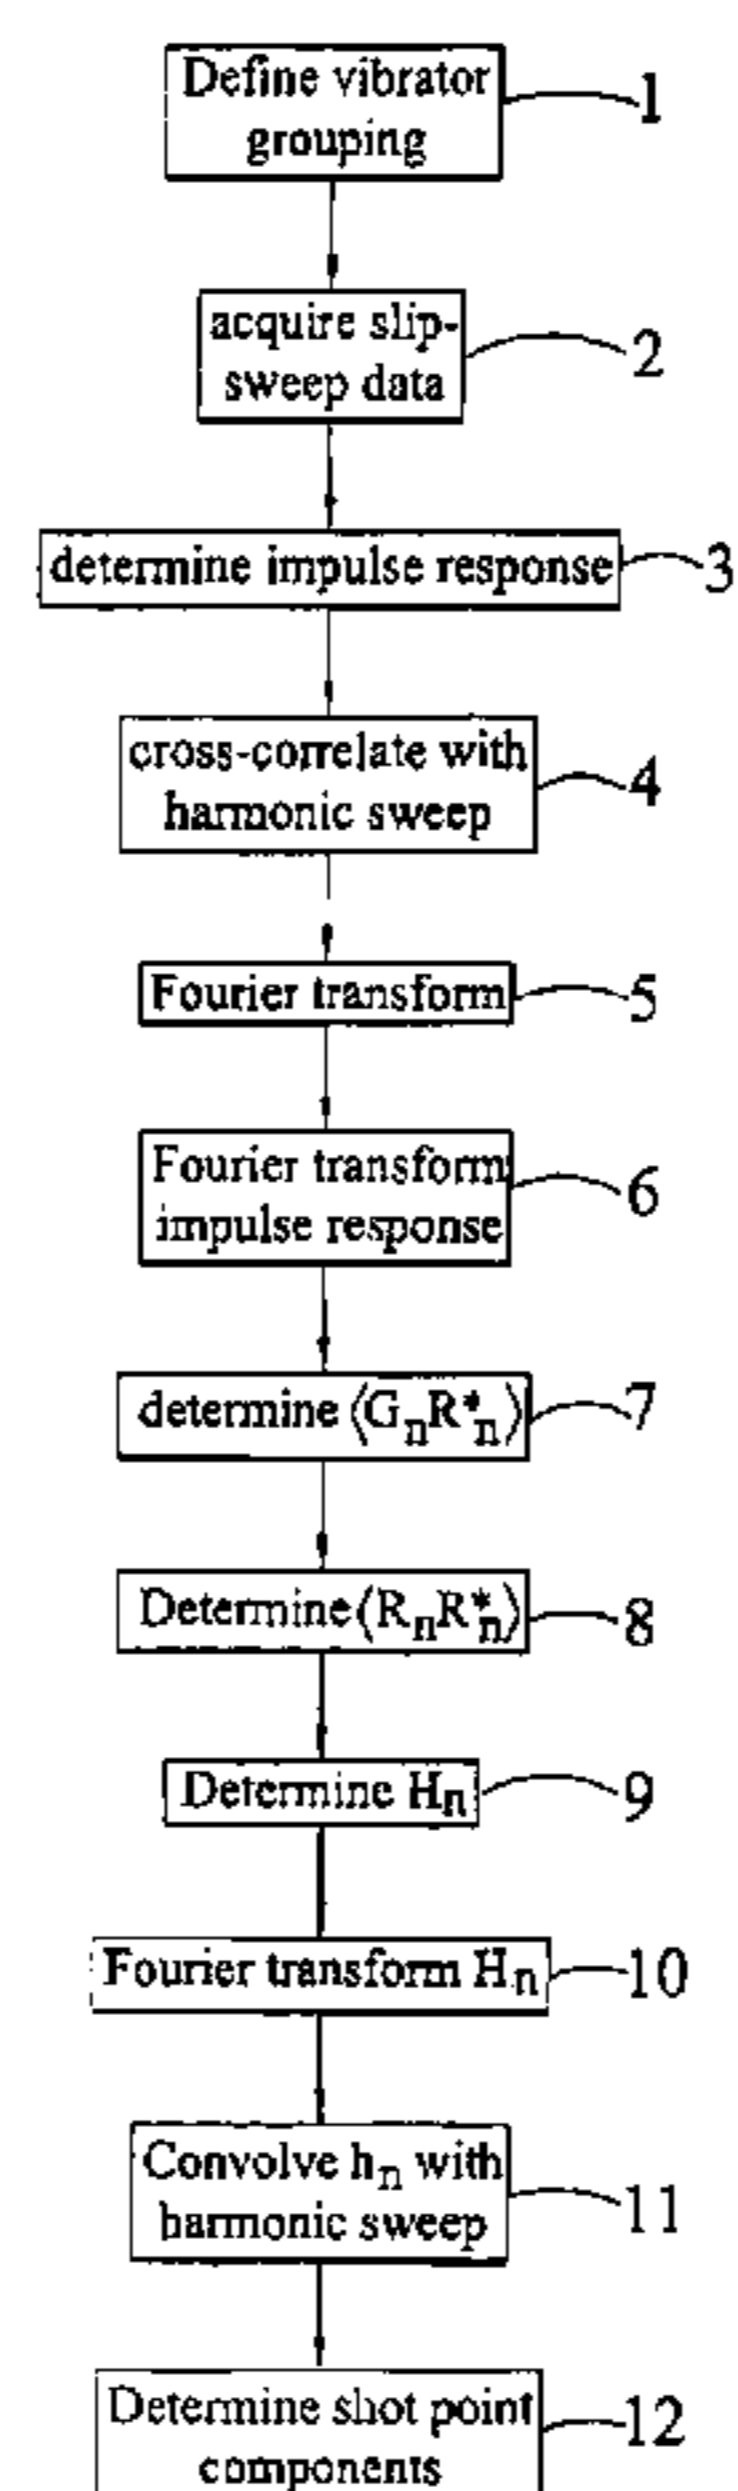 Define vibrator
grouping
1
acquire slip-
sweep data
2
determine impulse response
3
cross-correlate with
harmonic sweep
4
Fourier transform
5
Fourier transform
impulse response
6
determine ⟨GₙR*ₙ⟩
7
Determine ⟨RₙR*ₙ⟩
8
Determine Hₙ
9
Fourier transform Hₙ
10
Convolve hₙ with
harmonic sweep
11
Determine shot point
components
12